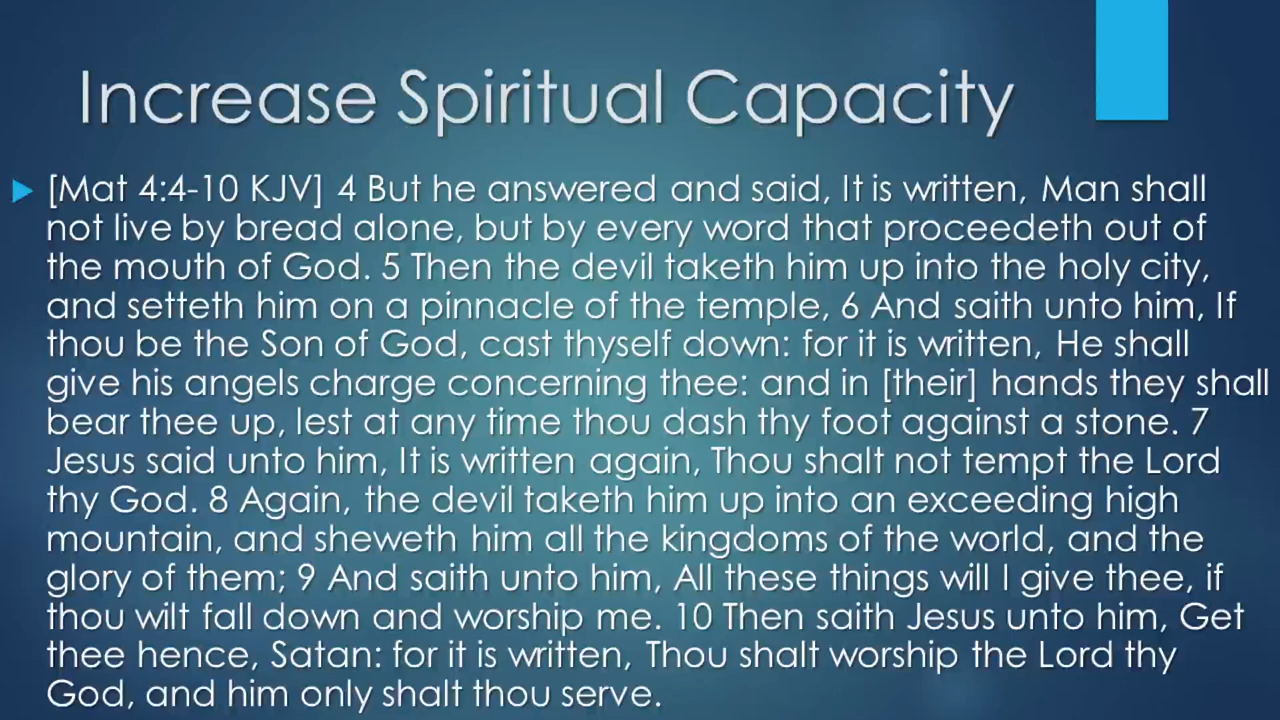 Increase Spiritual Capacity
[Mat 4:4-10 KJV] 4 But he answered and said, It is written, Man shall
not live by bread alone, but by every word that proceedeth out of
the mouth of God. 5 Then the devil taketh him up into the holy city,
and setteth him on a pinnacle of the temple, 6 And saith unto him, If
thou be the Son of God, cast thyself down: for it is written, He shall
give his angels charge concerning thee: and in [their] hands they shall
bear thee up, lest at any time thou dash thy foot against a stone. 7
Jesus said unto him, It is written again, Thou shalt not tempt the Lord
thy God. 8 Again, the devil taketh him up into an exceeding high
mountain, and sheweth him all the kingdoms of the world, and the
glory of them; 9 And saith unto him, All these things will I give thee, if
thou wilt fall down and worship me. 10 Then saith Jesus unto him, Get
thee hence, Satan: for it is written, Thou shalt worship the Lord thy
God, and him only shalt thou serve.